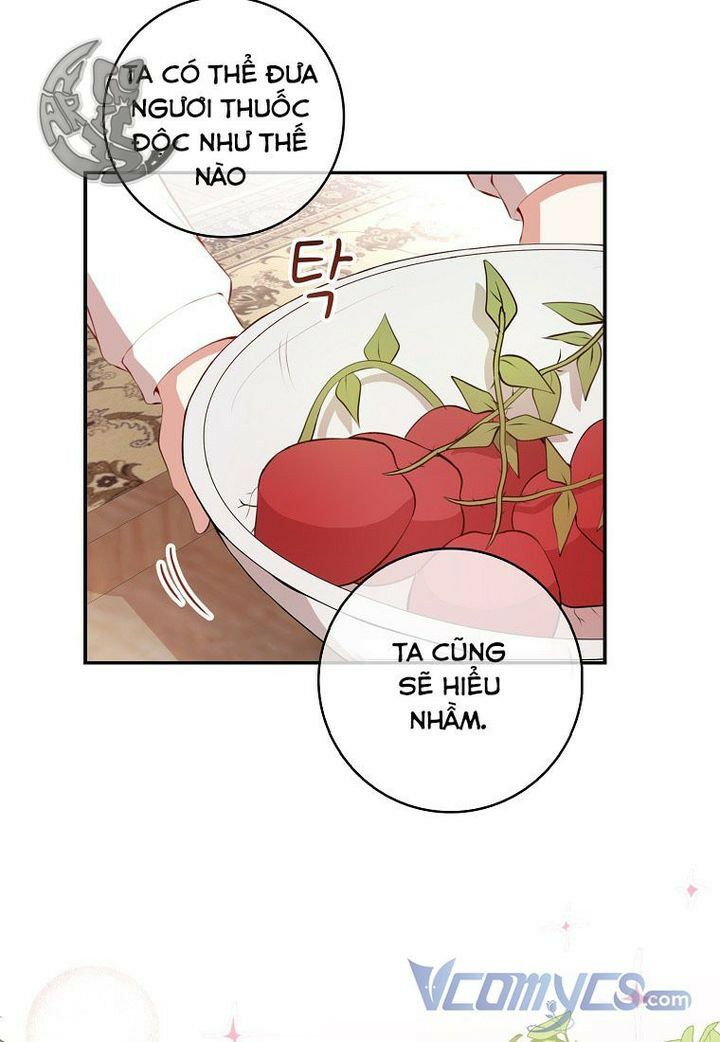 TA CÓ THỂ ĐƯA
NGƯƠI THUỐC
ĐỘC NHƯ THẾ
NÀO
탁
TA CŨNG
SẼ HIỂU
NHẦM.
VCOMYCS.com